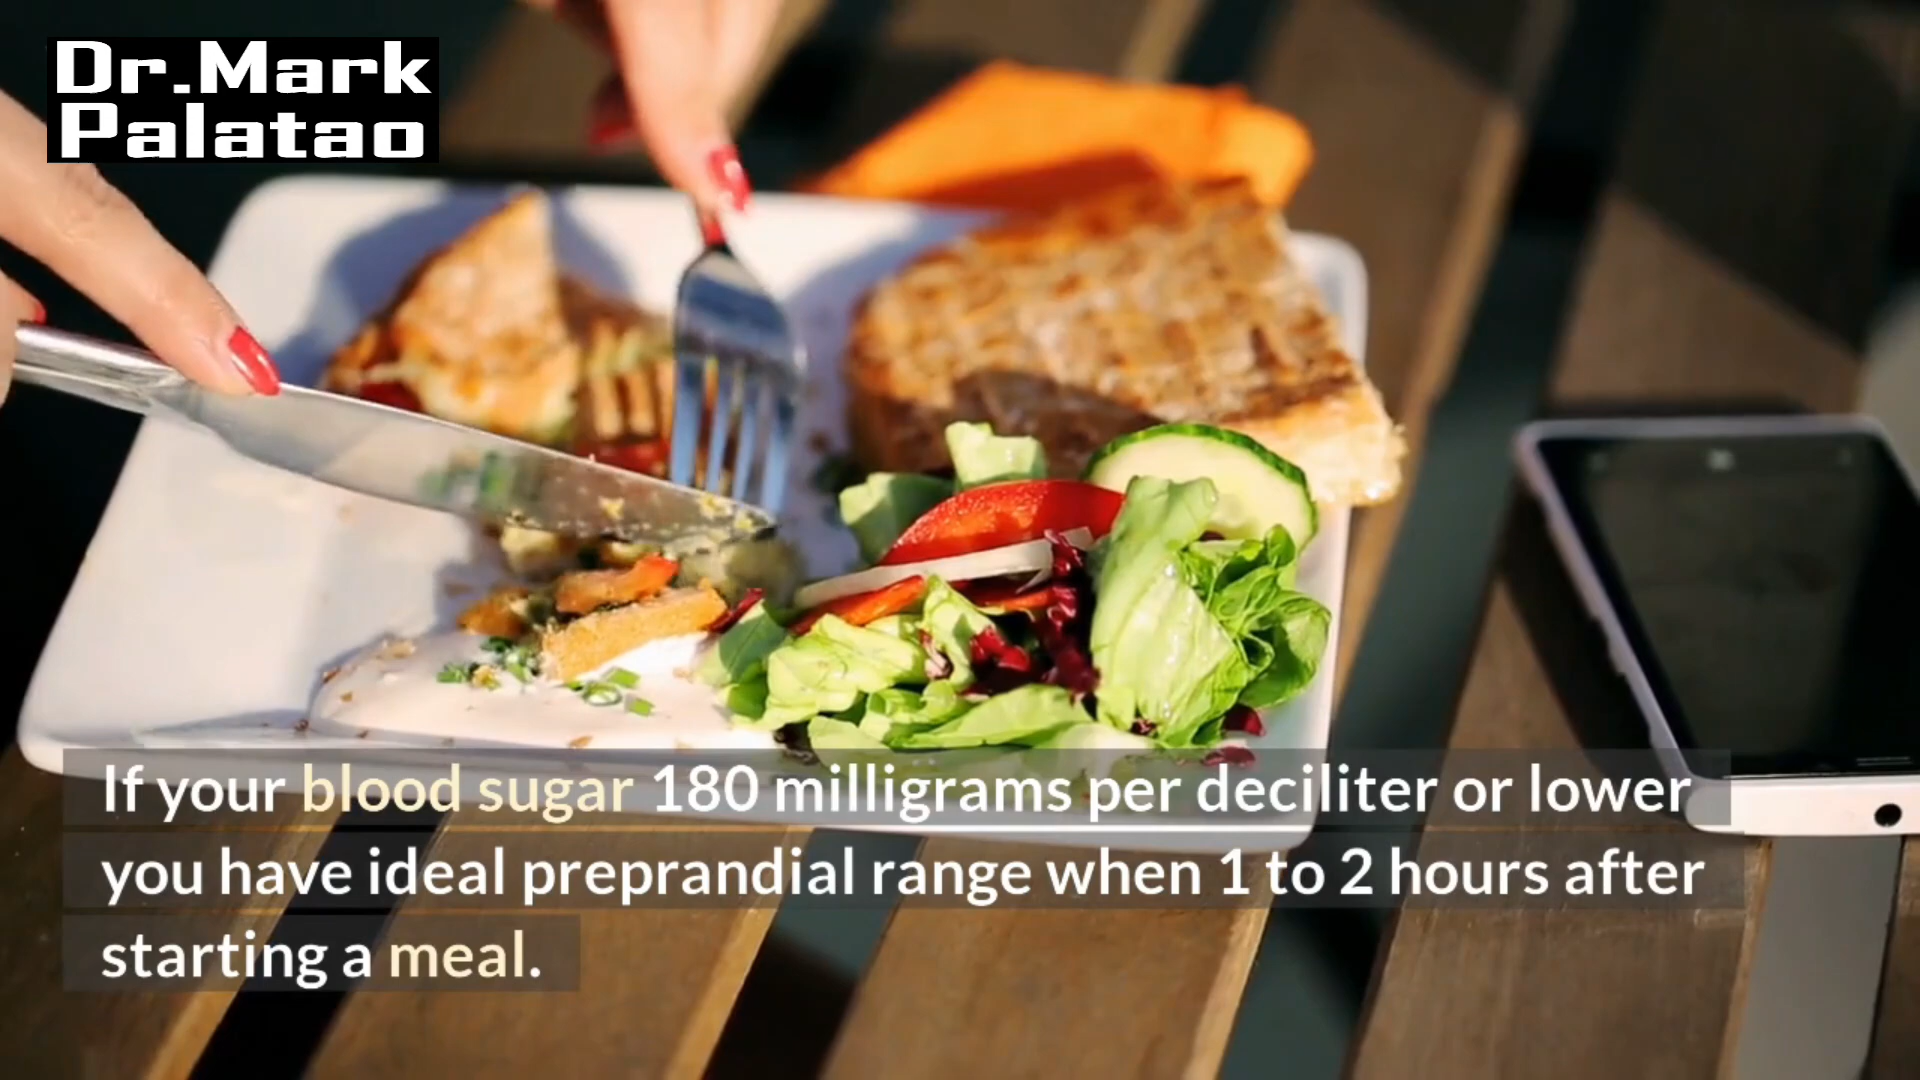 Dr.Mark
Palatao
If your blood sugar 180 milligrams per deciliter or lower
you have ideal preprandial range when 1 to 2 hours after
starting a meal.